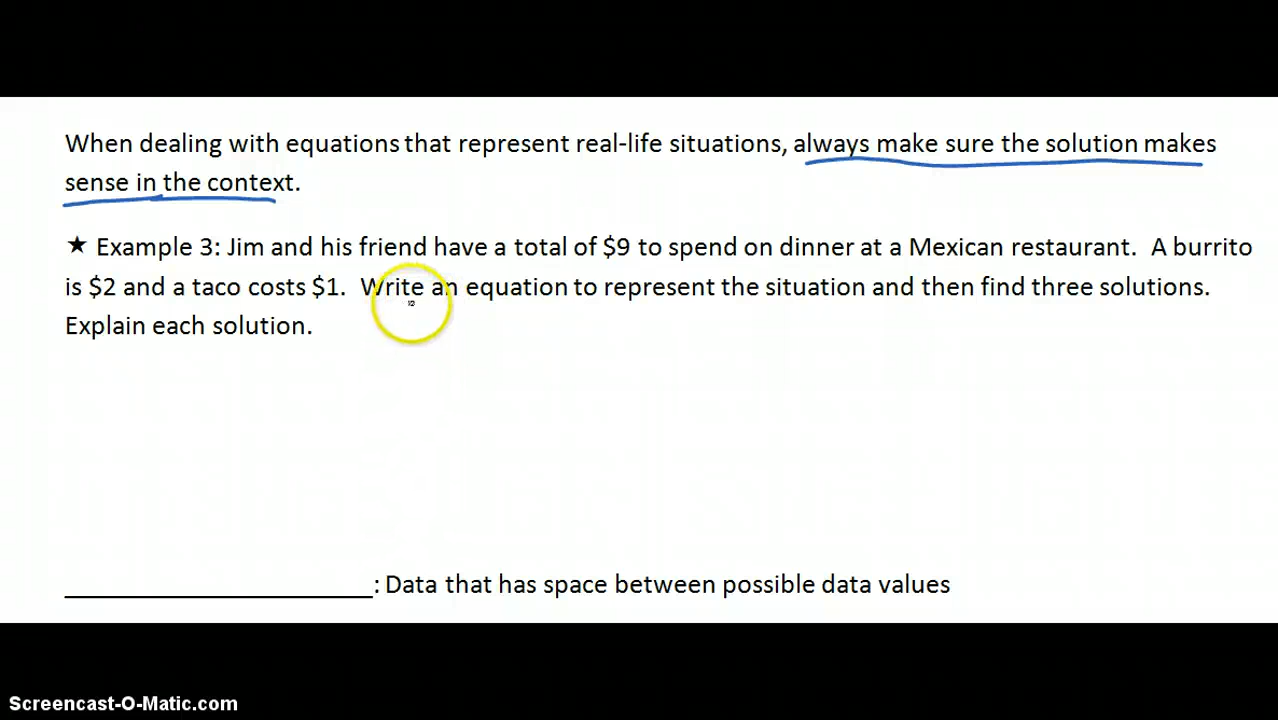 When dealing with equations that represent real-life situations, always make sure the solution makes
sense in the context.
★ Example 3: Jim and his friend have a total of $9 to spend on dinner at a Mexican restaurant. A burrito
is $2 and a taco costs $1. Write an equation to represent the situation and then find three solutions.
Explain each solution.
______________________: Data that has space between possible data values
Screencast-O-Matic.com